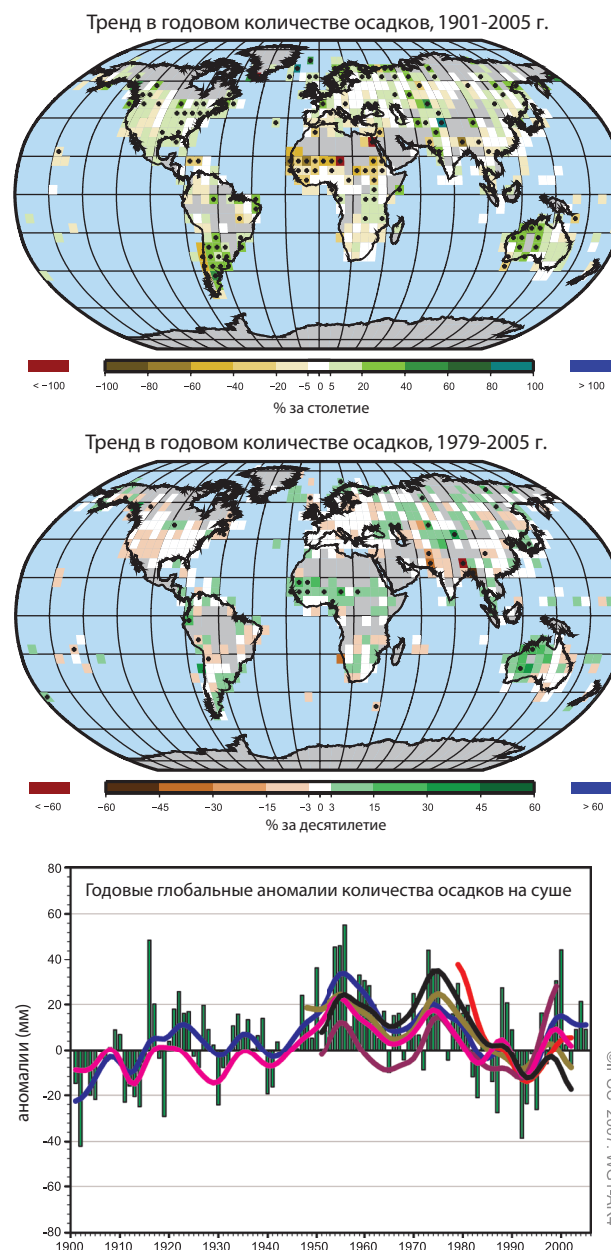 Тренд в годовом количестве осадков, 1901-2005 г.
< −100 −100 −80 −60 −40 −20 −5 0 5 20 40 60 80 100 > 100
% за столетие
Тренд в годовом количестве осадков, 1979-2005 г.
< −60 −60 −45 −30 −15 −3 0 3 15 30 45 60 > 60
% за десятилетие
Годовые глобальные аномалии количества осадков на суше
аномалии (мм)
80
60
40
20
0
-20
-40
-60
-80
1900 1910 1920 1930 1940 1950 1960 1970 1980 1990 2000